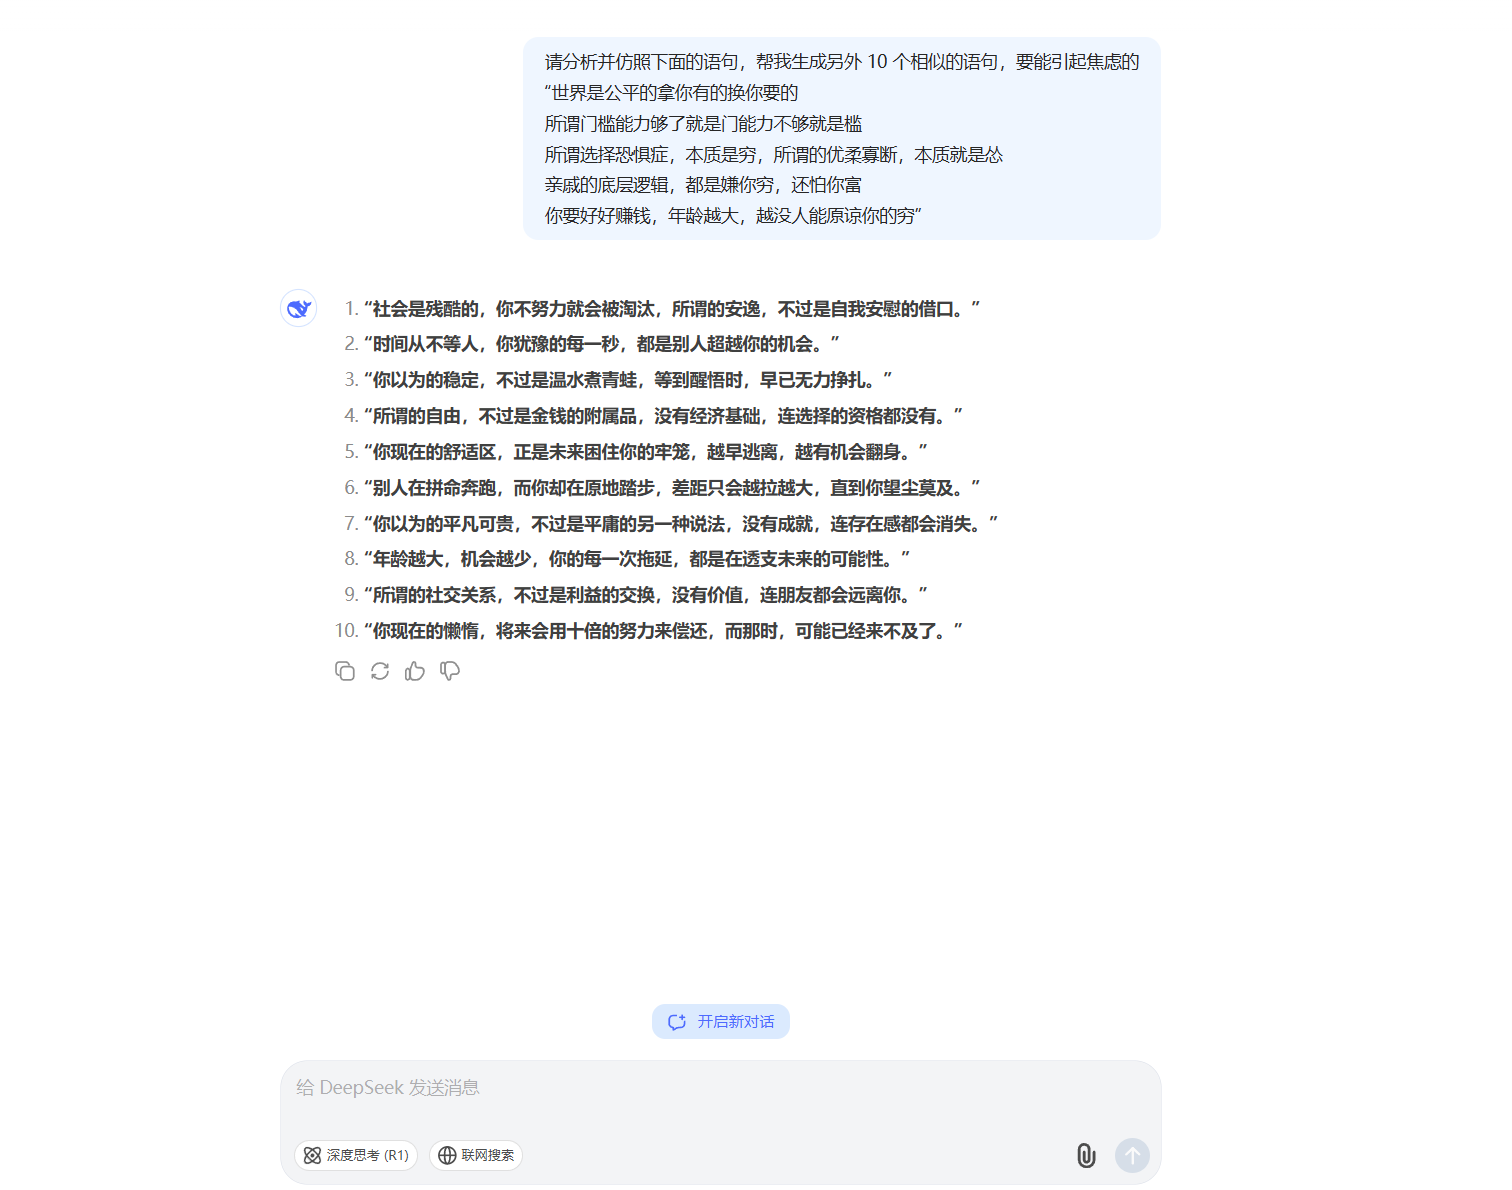 请分析并仿照下面的语句，帮我生成另外 10 个相似的语句，要能引起焦虑的
“世界是公平的拿你有的换你要的
所谓门槛能力够了就是门能力不够就是槛
所谓选择恐惧症，本质是穷，所谓的优柔寡断，本质就是怂
亲戚的底层逻辑，都是嫌你穷，还怕你富
你要好好赚钱，年龄越大，越没人能原谅你的穷”
1. “社会是残酷的，你不努力就会被淘汰，所谓的安逸，不过是自我安慰的借口。”
2. “时间从不等人，你犹豫的每一秒，都是别人超越你的机会。”
3. “你以为的稳定，不过是温水煮青蛙，等到醒悟时，早已无力挣扎。”
4. “所谓的自由，不过是金钱的附属品，没有经济基础，连选择的资格都没有。”
5. “你现在的舒适区，正是未来困住你的牢笼，越早逃离，越有机会翻身。”
6. “别人在拼命奔跑，而你却在原地踏步，差距只会越拉越大，直到你望尘莫及。”
7. “你以为的平凡可贵，不过是平庸的另一种说法，没有成就，连存在感都会消失。”
8. “年龄越大，机会越少，你的每一次拖延，都是在透支未来的可能性。”
9. “所谓的社交关系，不过是利益的交换，没有价值，连朋友都会远离你。”
10. “你现在的懒惰，将来会用十倍的努力来偿还，而那时，可能已经来不及了。”
开启新对话
给 DeepSeek 发送消息
深度思考 (R1) 联网搜索